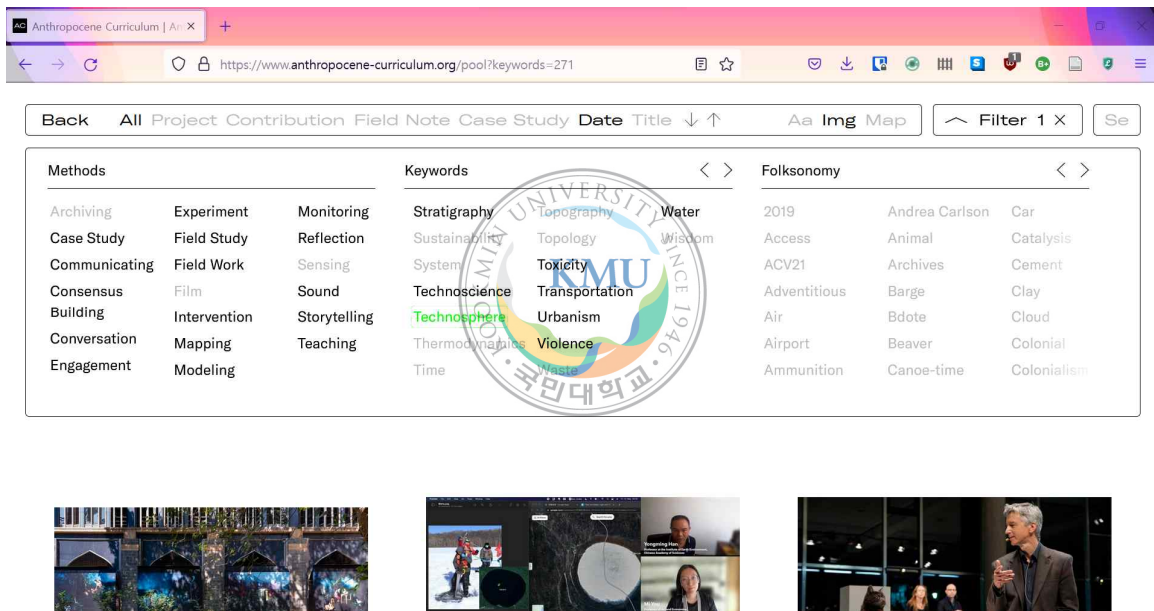 Anthropocene Curriculum | An
https://www.anthropocene-curriculum.org/pool?keywords=271
Back All Project Contribution Field Note Case Study Date Title ↓ ↑ Aa Img Map Filter 1 × Se
Methods
Archiving Experiment Monitoring
Case Study Field Study Reflection
Communicating Field Work Sensing
Consensus Building Film Sound
Conversation Intervention Storytelling
Engagement Mapping Teaching
Modeling
Keywords < >
Stratigraphy Topography Water
Sustainability Topology Wisdom
System Toxicity
Technoscience Transportation
Technosphere Urbanism
Thermodynamics Violence
Time Waste
Folksonomy < >
2019 Andrea Carlson Car
Access Animal Catalysis
ACV21 Archives Cement
Adventitious Barge Clay
Air Bdote Cloud
Airport Beaver Colonial
Ammunition Canoe-time Colonialism
KOOKMIN UNIVERSITY SINCE 1946
KMU
국민대학교
Yongming Han